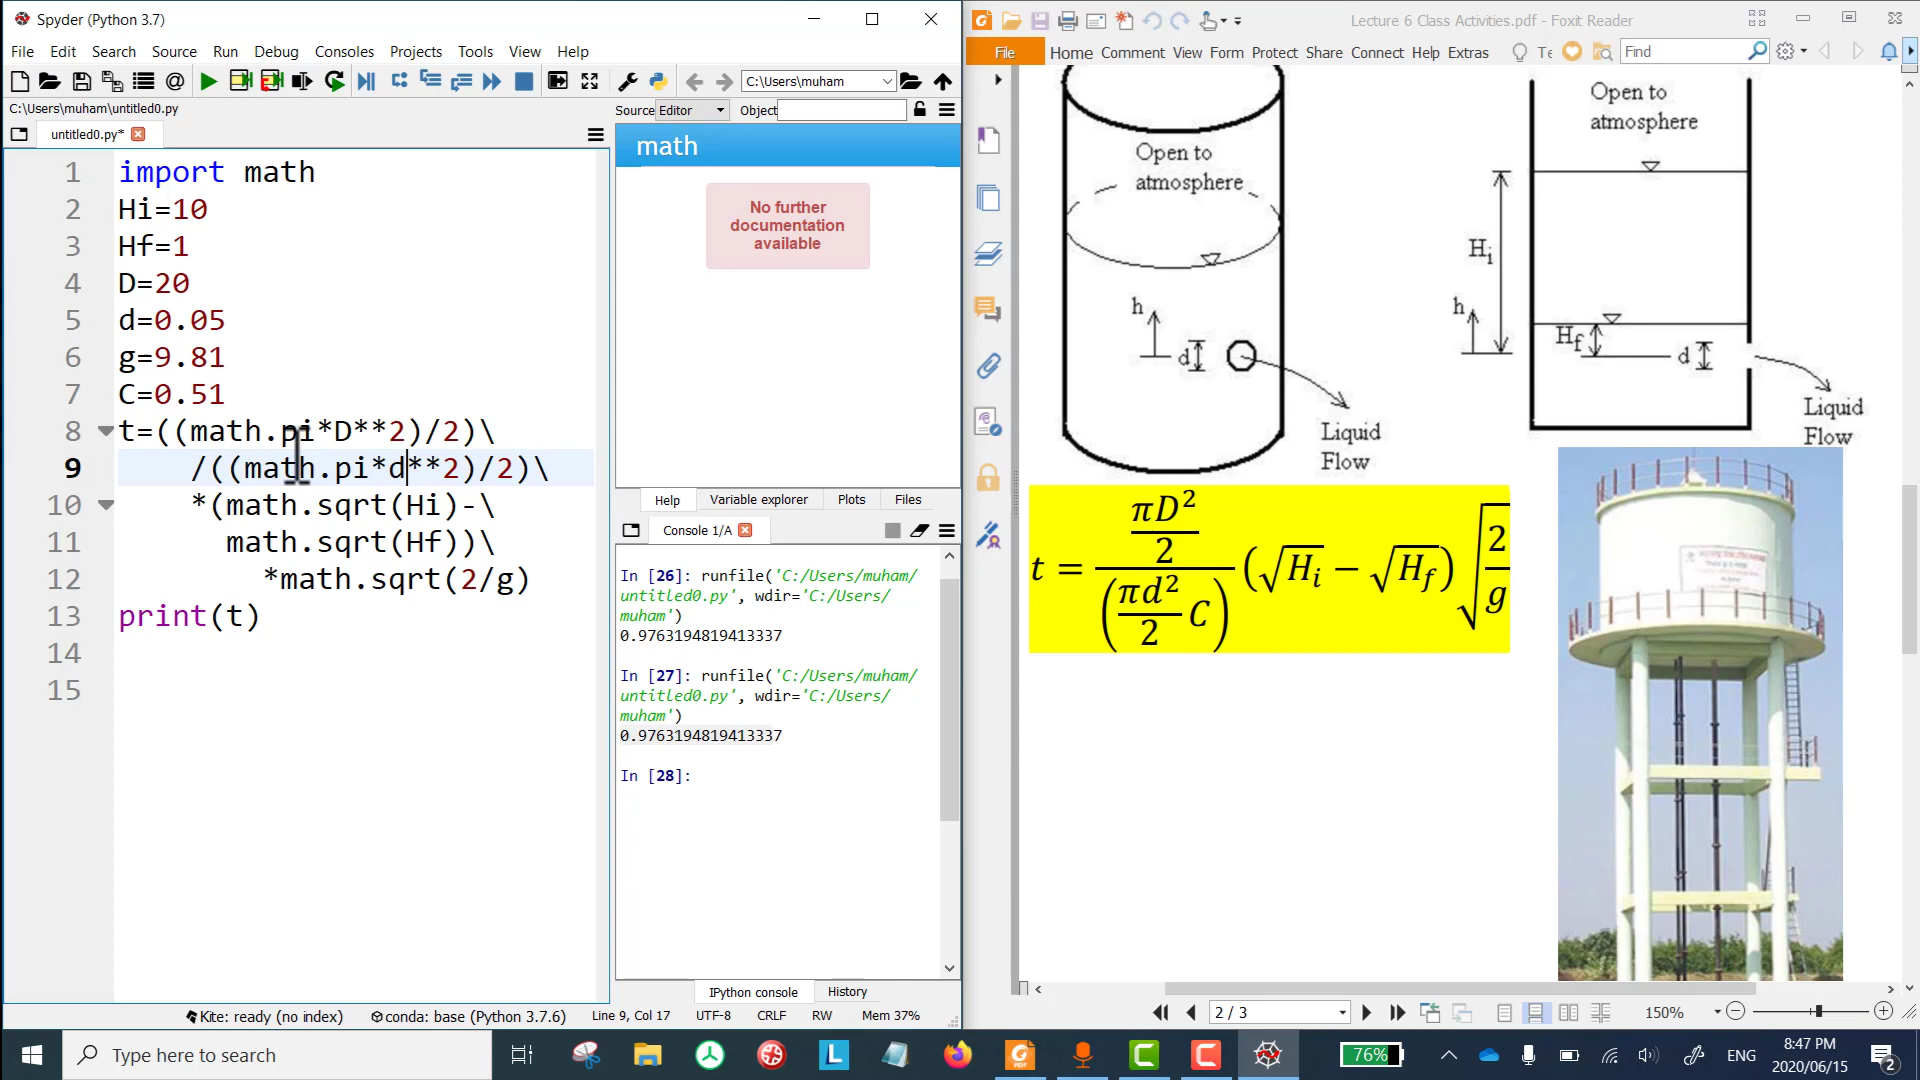 Spyder (Python 3.7)
File Edit Search Source Run Debug Consoles Projects Tools View Help
C:\Users\muham
C:\Users\muham\untitled0.py
untitled0.py*
1 import math
2 Hi=10
3 Hf=1
4 D=20
5 d=0.05
6 g=9.81
7 C=0.51
8 t=((math.pi*D**2)/2)\
9 /((math.pi*d**2)/2)\
10 *(math.sqrt(Hi)-\
11 math.sqrt(Hf))\
12 *math.sqrt(2/g)
13 print(t)
14
15
Source Editor Object
math
No further
documentation
available
Help Variable explorer Plots Files
Console 1/A
In [26]: runfile('C:/Users/muham/
untitled0.py', wdir='C:/Users/
muham')
0.9763194819413337
In [27]: runfile('C:/Users/muham/
untitled0.py', wdir='C:/Users/
muham')
0.9763194819413337
In [28]:
IPython console History
Kite: ready (no index) conda: base (Python 3.7.6) Line 9, Col 17 UTF-8 CRLF RW Mem 37%
Lecture 6 Class Activities.pdf - Foxit Reader
File Home Comment View Form Protect Share Connect Help Extras Te Find
Open to
atmosphere
h
d
Liquid
Flow
Open to
atmosphere
Hi
h
Hf
d
Liquid
Flow
t = πD²/2 / (πd²/2 C) (√Hi − √Hf) √2/g
2 / 3
150%
Type here to search
L
76%
ENG
8:47 PM
2020/06/15
2